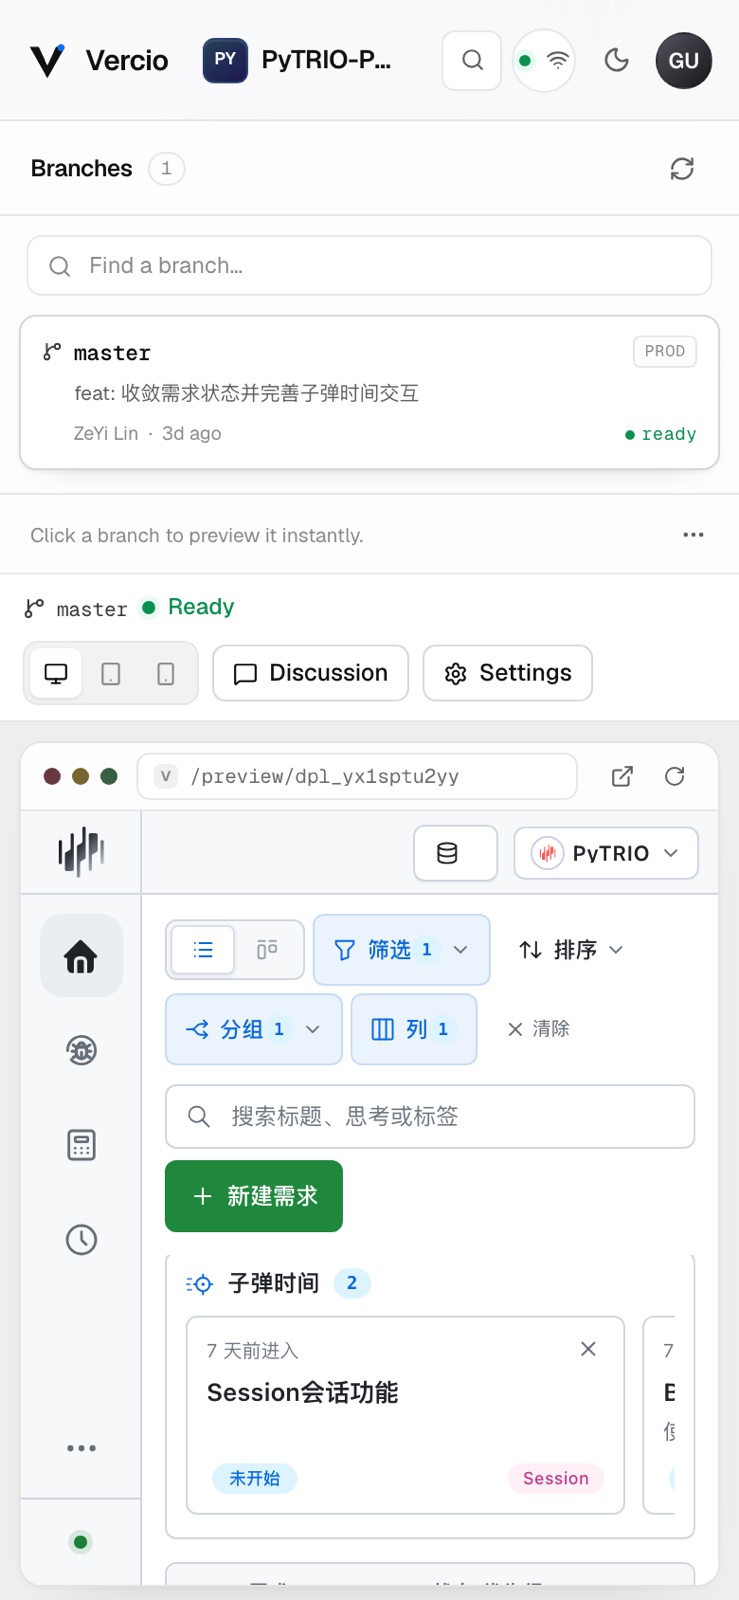 Vercio
PY
PyTRIO-P...
GU
Branches 1
Find a branch...
master
PROD
feat: 收敛需求状态并完善子弹时间交互
ZeYi Lin · 3d ago
ready
Click a branch to preview it instantly.
master Ready
Discussion
Settings
V /preview/dpl_yx1sptu2yy
PyTRIO
筛选 1
排序
分组 1
列 1
清除
搜索标题、思考或标签
新建需求
子弹时间 2
7 天前进入
7
Session会话功能
未开始
Session